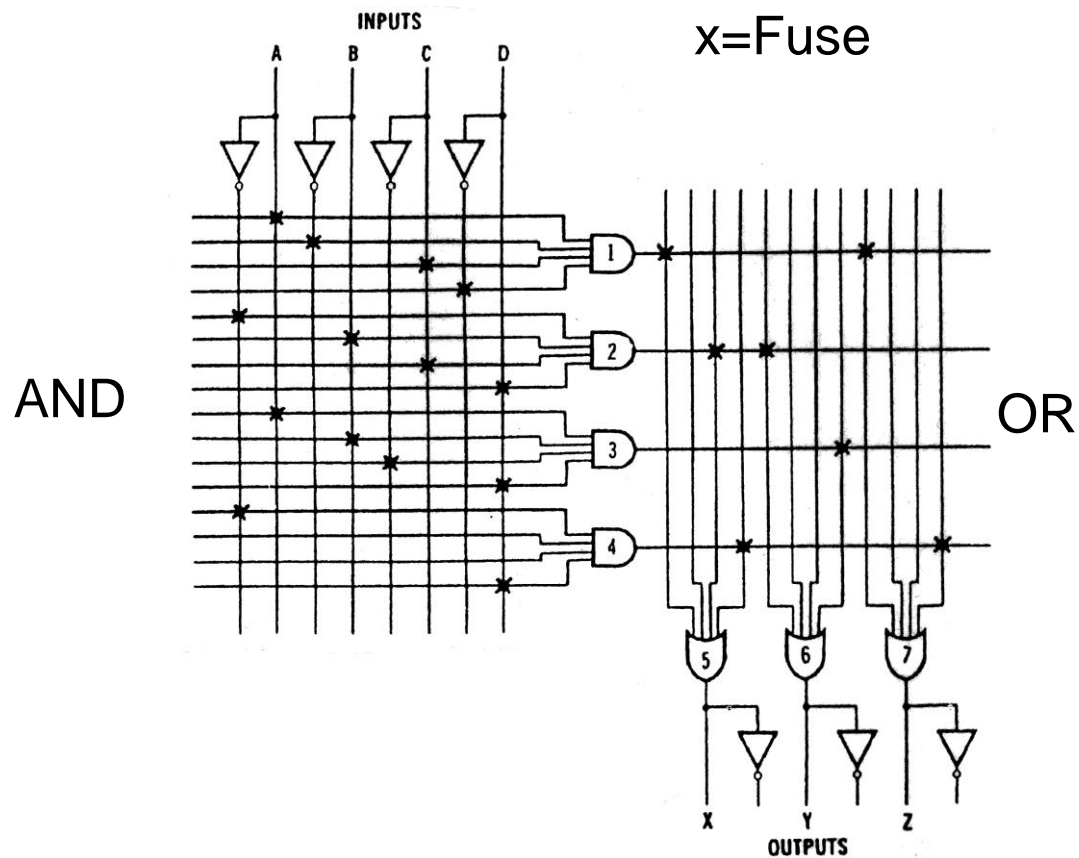 INPUTS
x=Fuse
A B C D
1
2
AND
OR
3
4
5 6 7
X Y Z
OUTPUTS